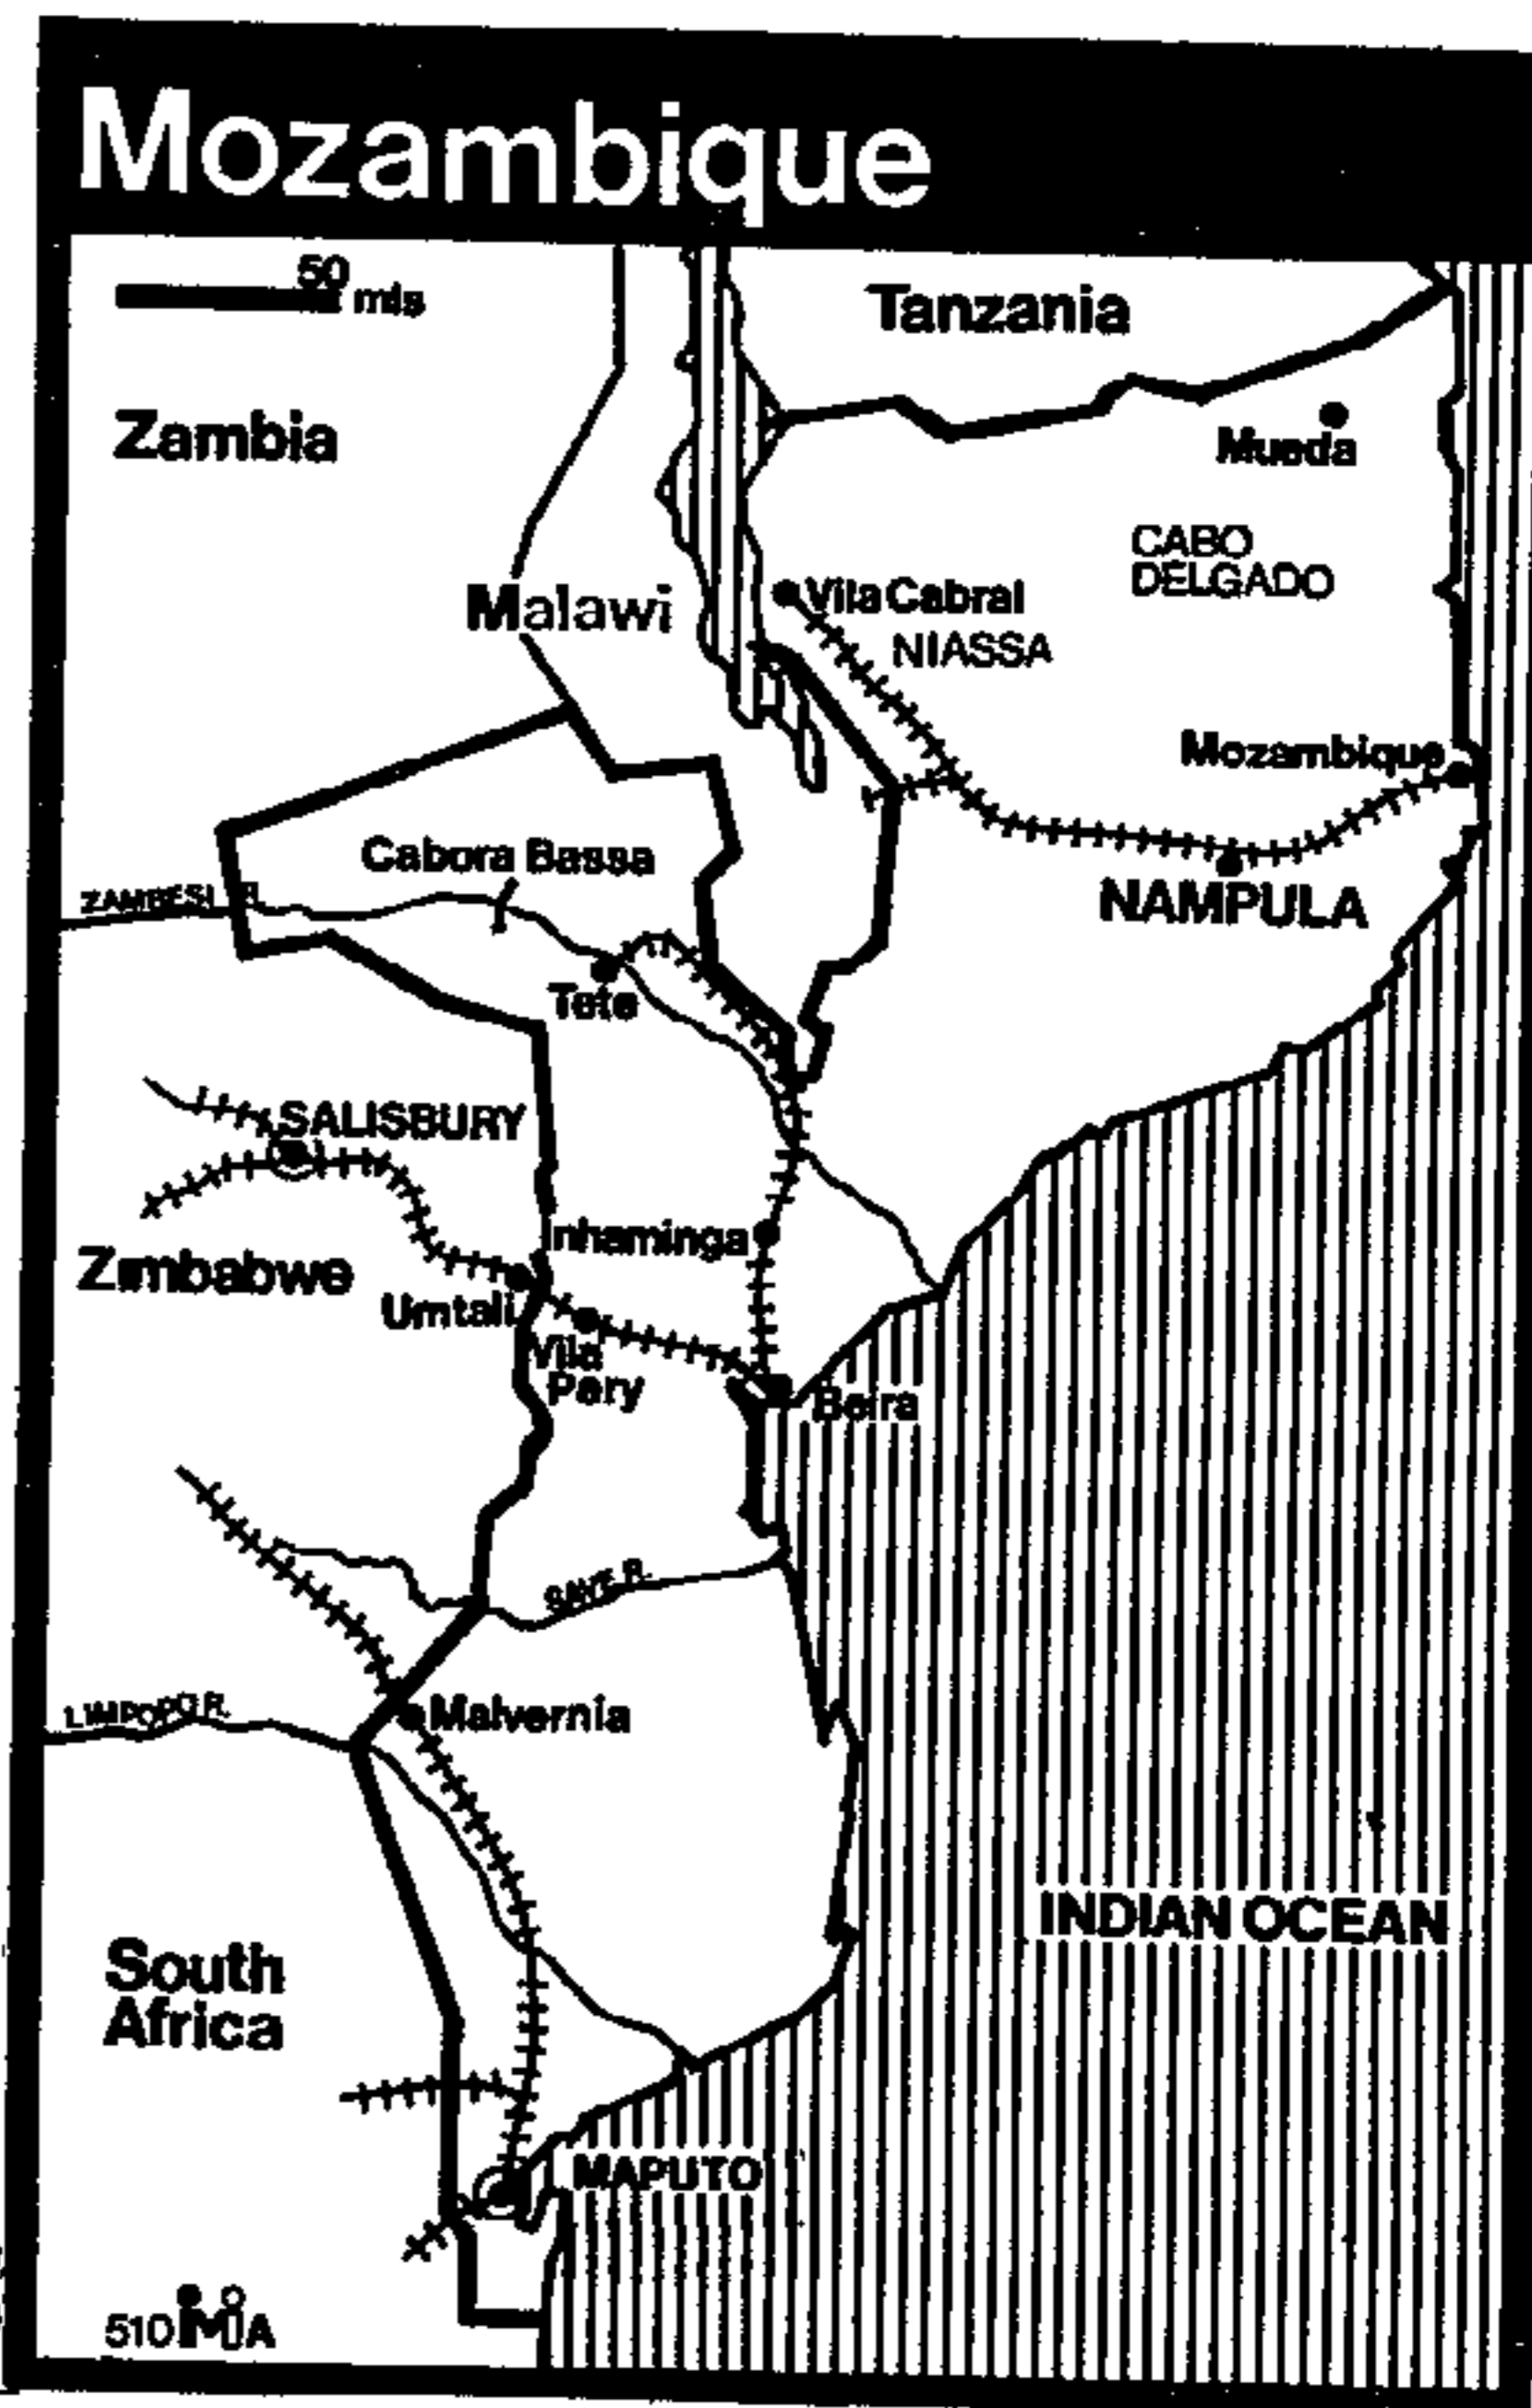 Mozambique
50
mls
Tanzania
Zambia
Mueda
CABO
DELGADO
Vila Cabral
Malawi
NIASSA
Mozambique
Cabora Bassa
ZAMBESI R.
NAMPULA
Tete
SALISBURY
Inhaminga
Zimbabwe
Umtali
Vila
Pery
Beira
SAVE R.
LIMPOPO R.
Malvernia
INDIAN OCEAN
South
Africa
MAPUTO
510 MOA